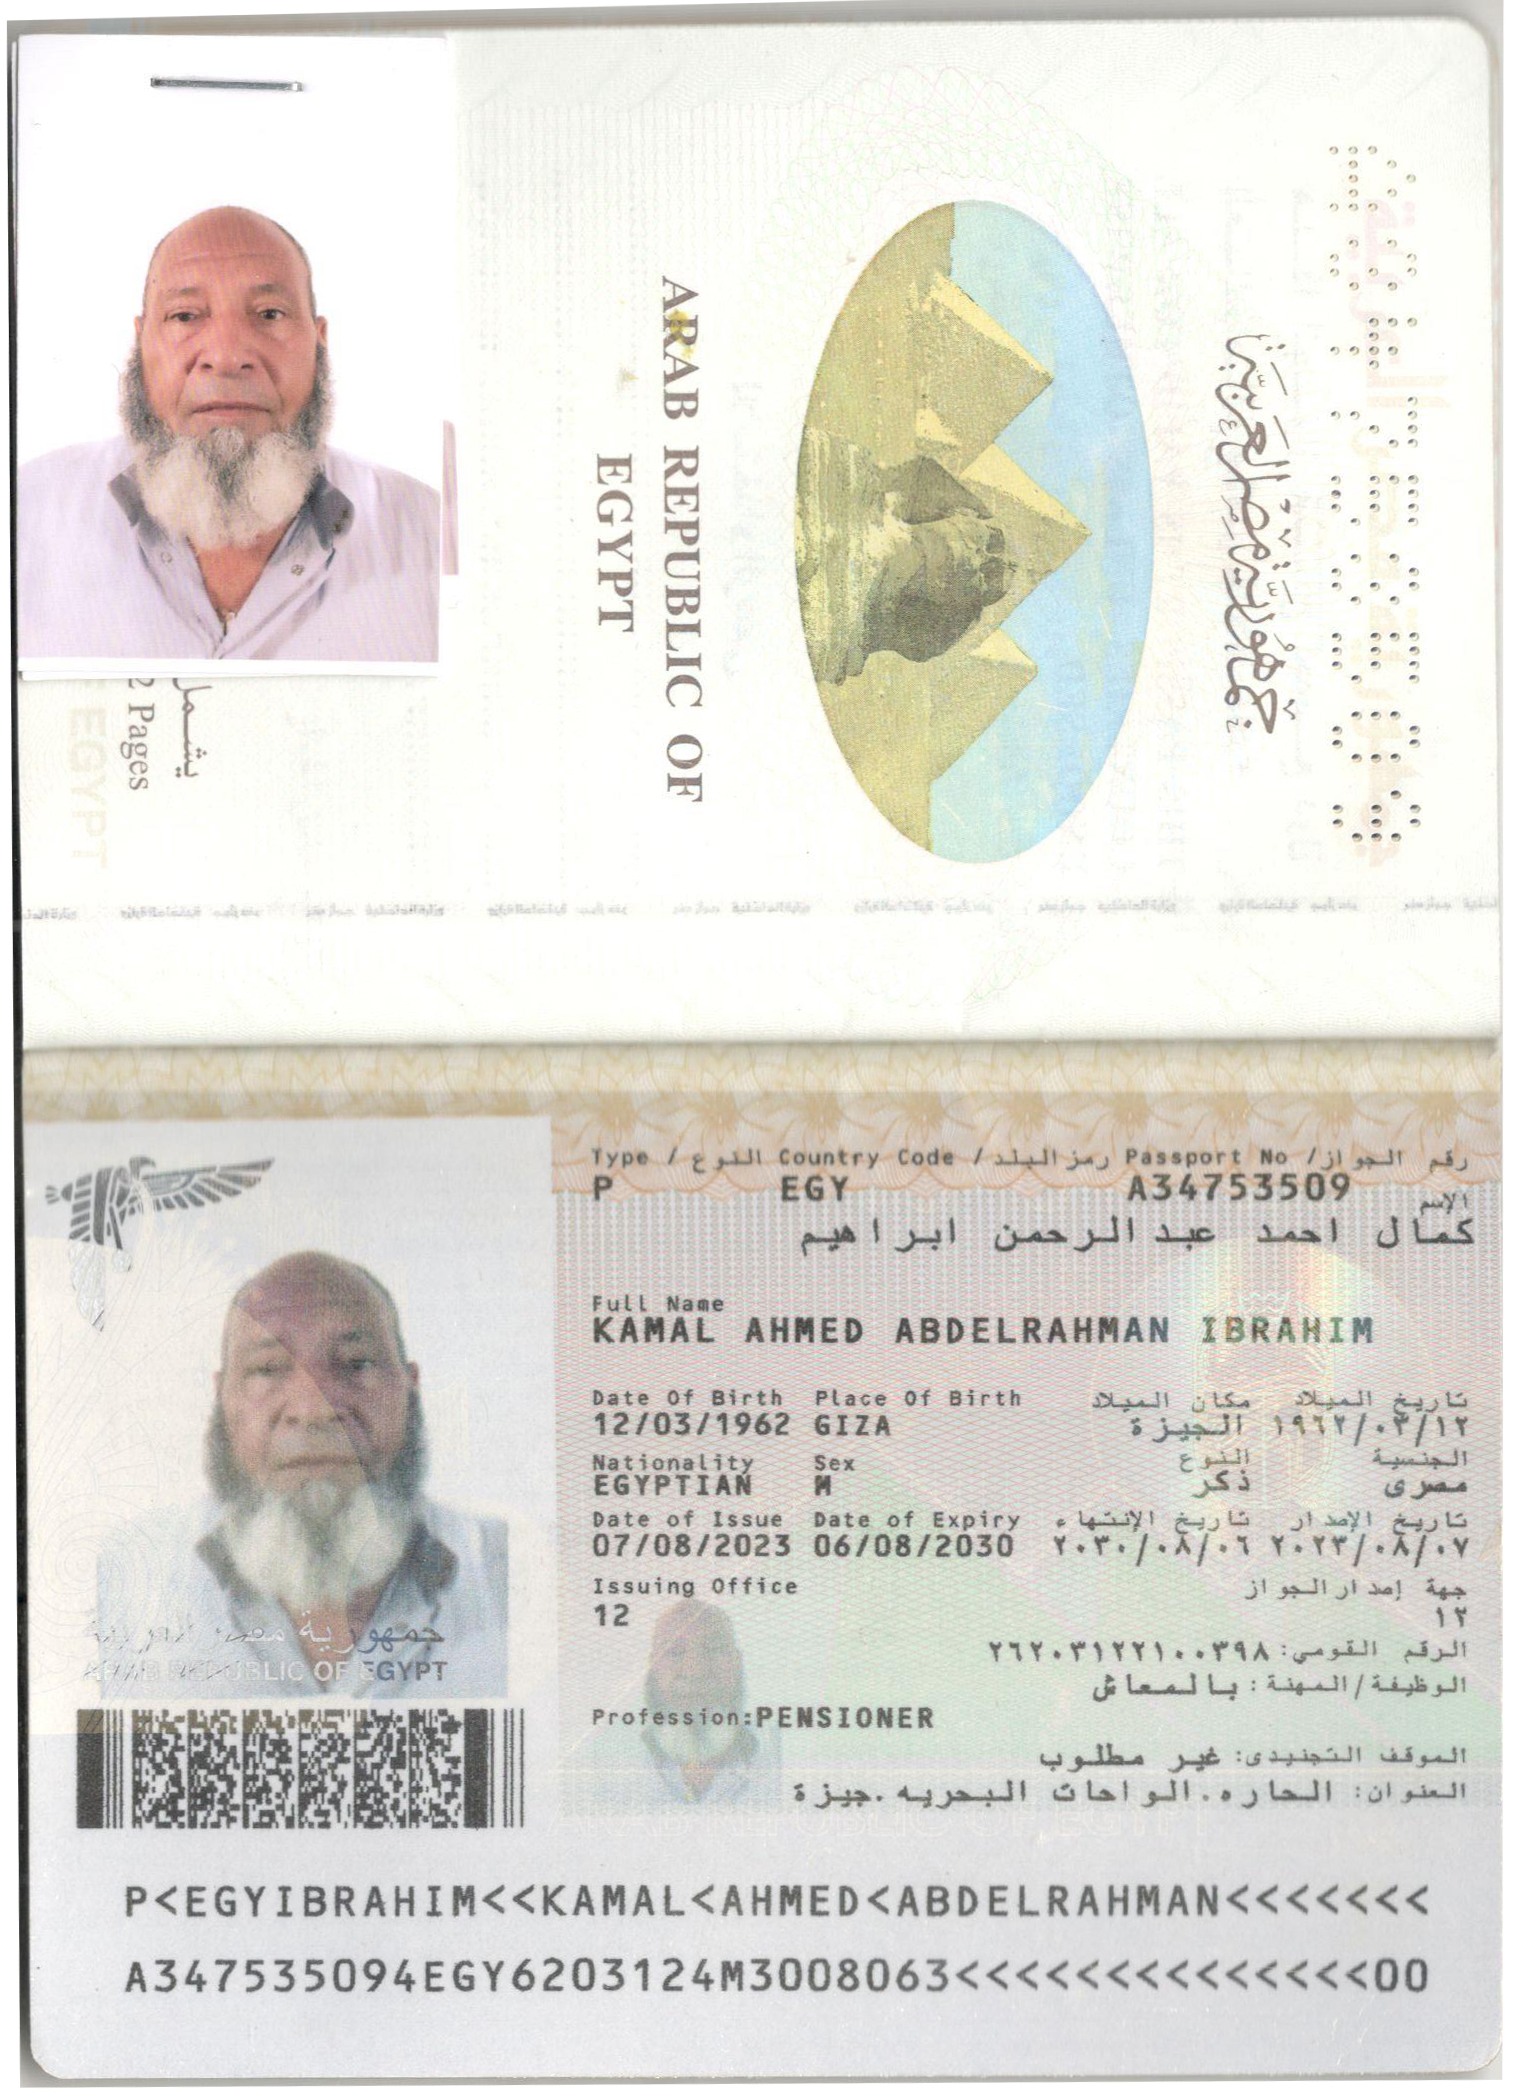 جمهورية مصر العربية
ARAB REPUBLIC OF
EGYPT
يشمل
2 Pages
EGYPT
Type / النوع Country Code / رمز البلد Passport No / رقم الجواز
P EGY A34753509
الإسم
كمال احمد عبدالرحمن ابراهيم
Full Name
KAMAL AHMED ABDELRAHMAN IBRAHIM
Date Of Birth Place Of Birth مكان الميلاد تاريخ الميلاد
12/03/1962 GIZA الجيزة ١٩٦٢/٠٣/١٢
Nationality Sex النوع الجنسية
EGYPTIAN M ذكر مصرى
Date of Issue Date of Expiry تاريخ الإنتهاء تاريخ الإصدار
07/08/2023 06/08/2030 ٢٠٣٠/٠٨/٠٦ ٢٠٢٣/٠٨/٠٧
Issuing Office جهة إصدار الجواز
12 ١٢
الرقم القومي: ٢٦٢٠٣١٢٢١٠٠٣٩٨
الوظيفة/المهنة: بالمعاش
Profession:PENSIONER
الموقف التجنيدى: غير مطلوب
العنوان: الحاره.الواحات البحريه.جيزة
جمهورية مصر العربية
ARAB REPUBLIC OF EGYPT
P<EGYIBRAHIM<<KAMAL<AHMED<ABDELRAHMAN<<<<<<<
A347535094EGY6203124M3008063<<<<<<<<<<<<<<00